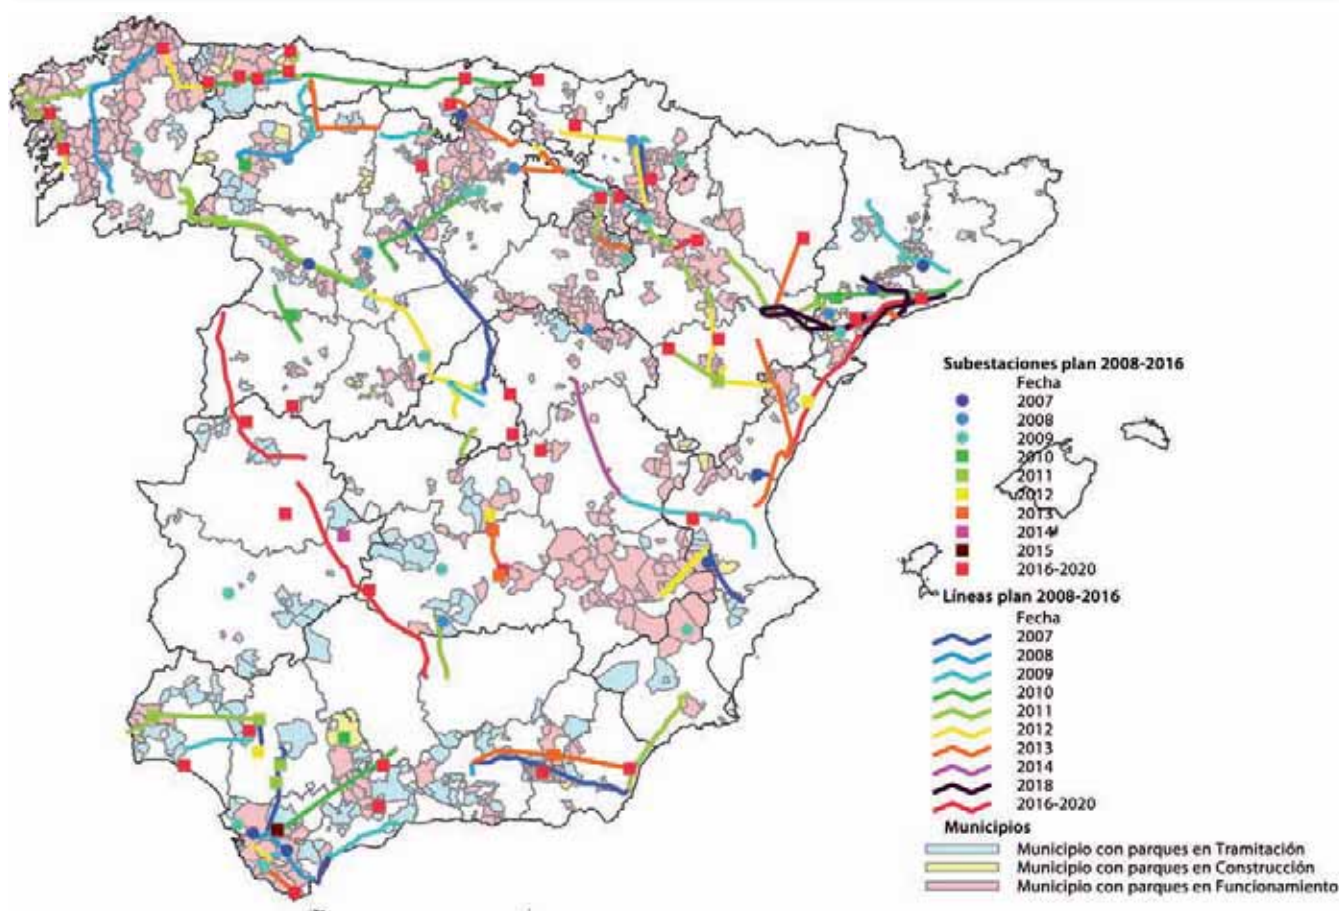 Subestaciones plan 2008-2016
Fecha
2007
2008
2009
2010
2011
2012
2013
2014
2015
2016-2020
Líneas plan 2008-2016
Fecha
2007
2008
2009
2010
2011
2012
2013
2014
2018
2016-2020
Municipios
Municipio con parques en Tramitación
Municipio con parques en Construcción
Municipio con parques en Funcionamiento